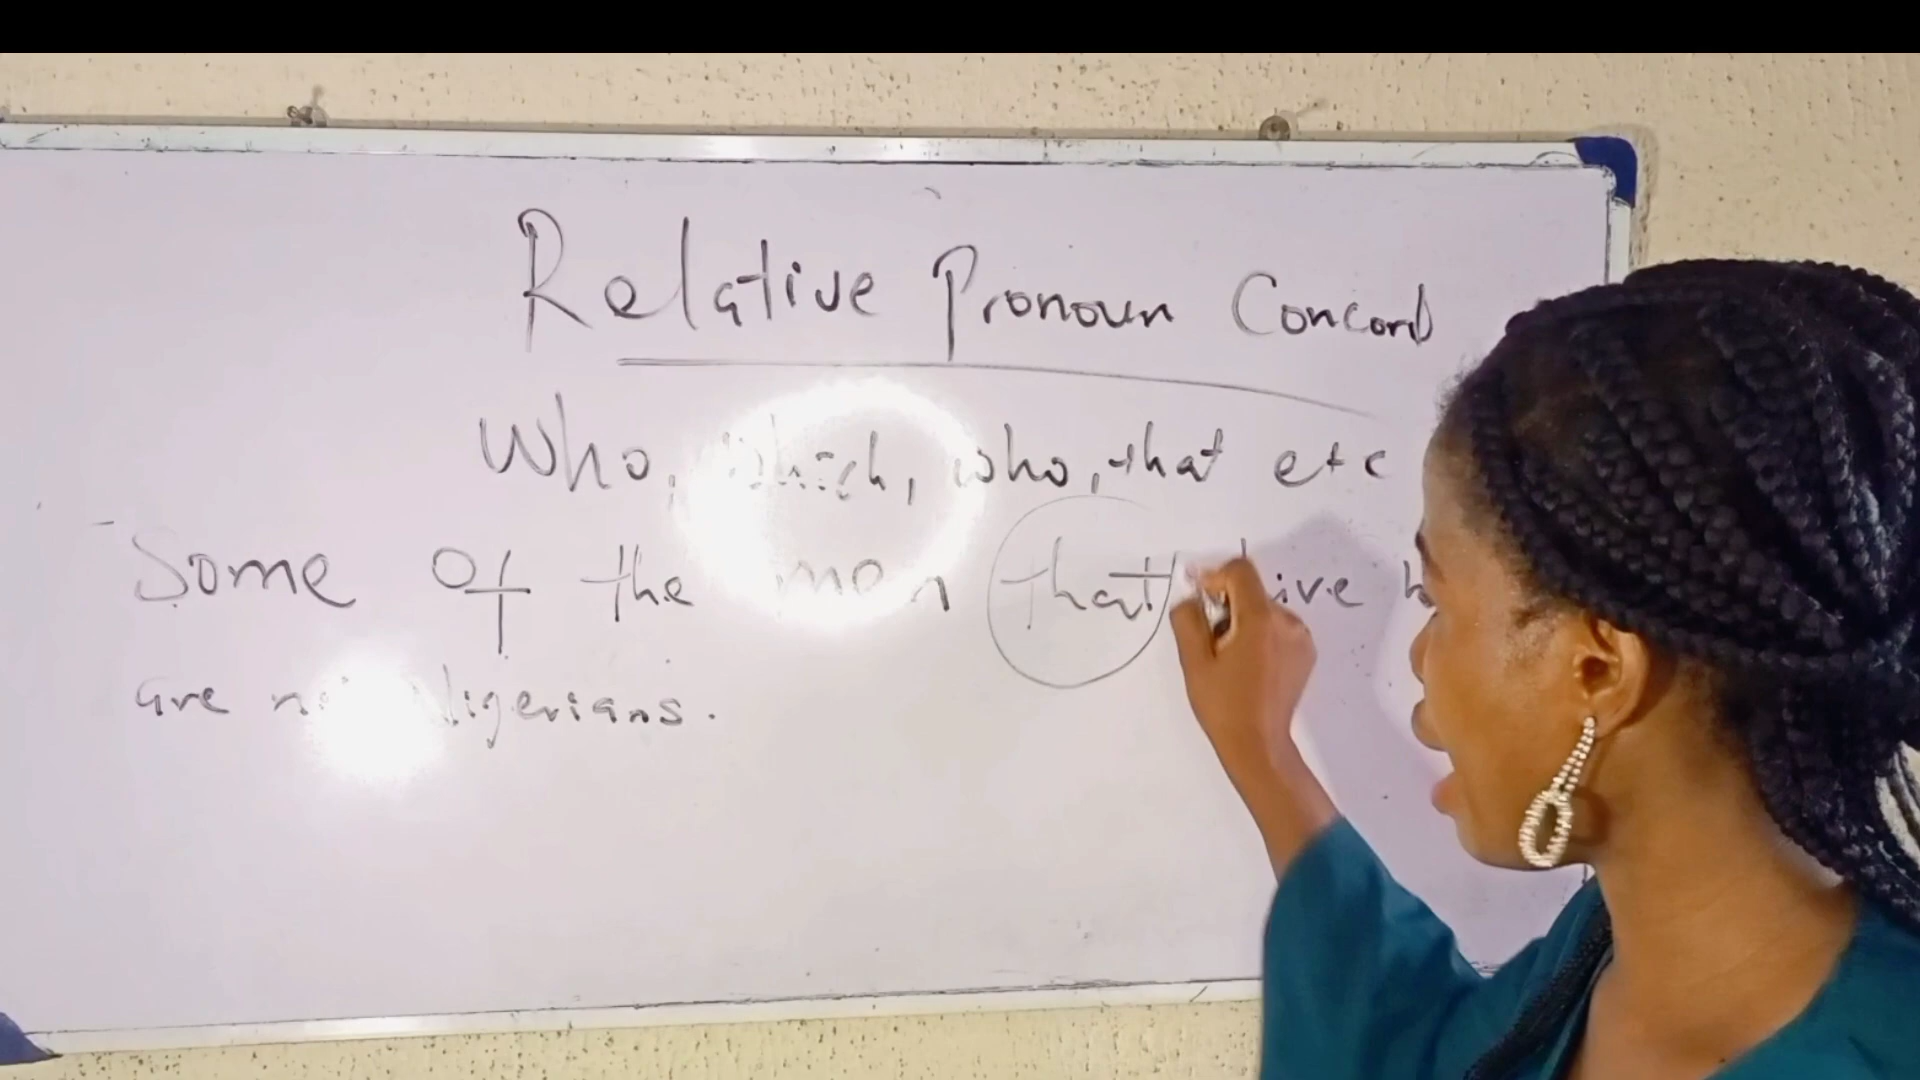 Relative Pronoun Concord
Who, which, who, that etc
Some of the men that live
are not Nigerians.